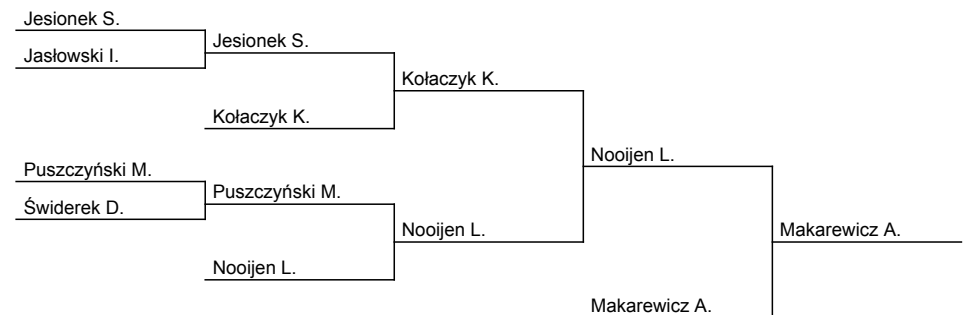 Jesionek S.
Jasłowski I.
Jesionek S.
Kołaczyk K.
Kołaczyk K.
Puszczyński M.
Świderek D.
Puszczyński M.
Nooijen L.
Nooijen L.
Nooijen L.
Makarewicz A.
Makarewicz A.